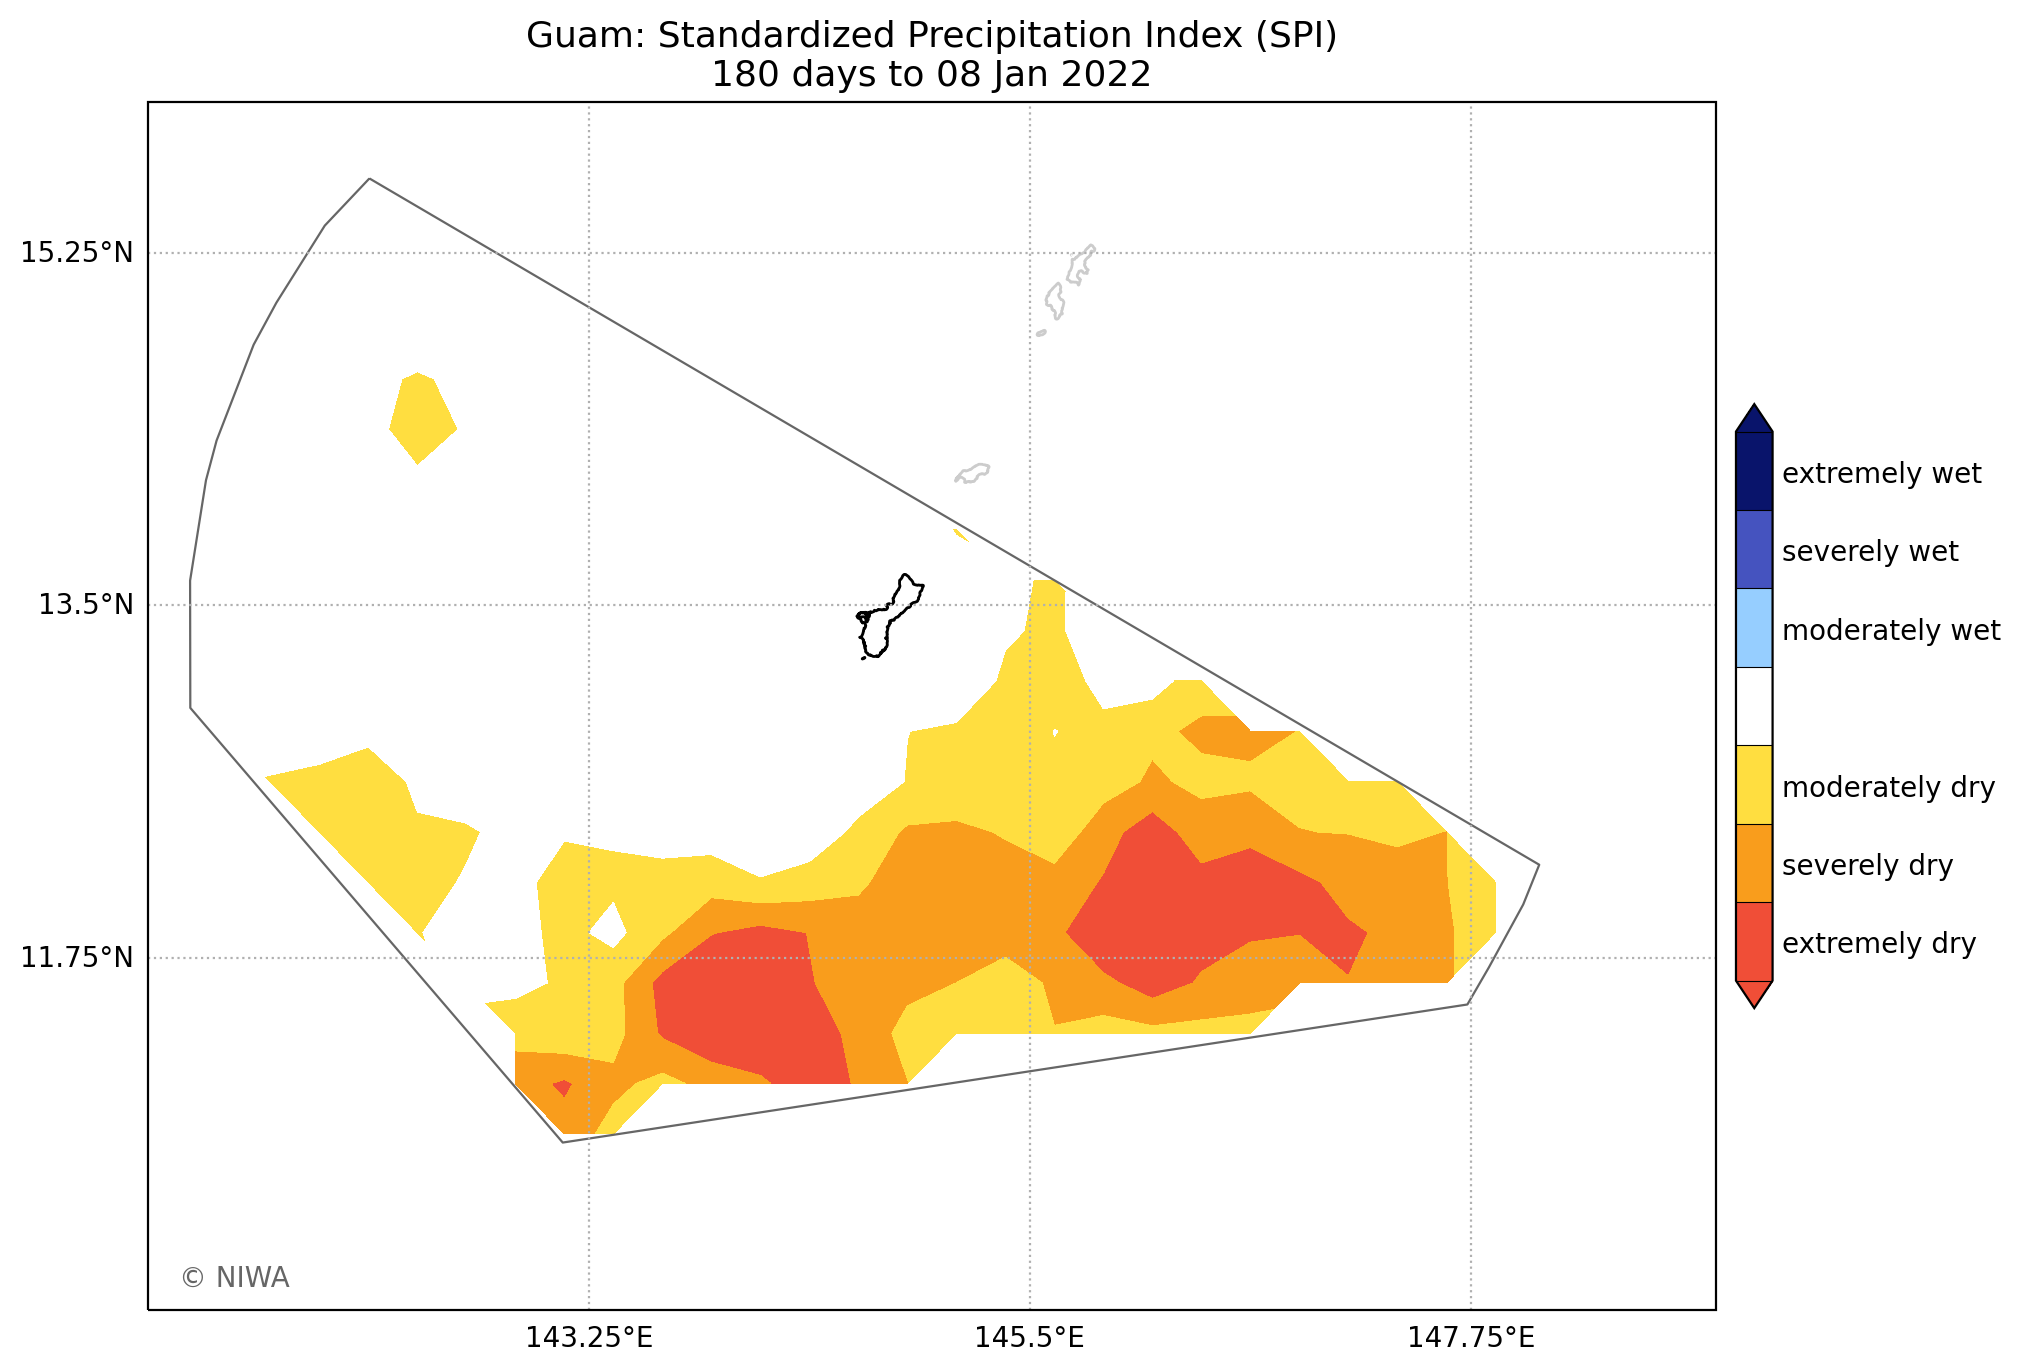 Guam: Standardized Precipitation Index (SPI)
180 days to 08 Jan 2022
15.25°N
13.5°N
11.75°N
143.25°E
145.5°E
147.75°E
extremely wet
severely wet
moderately wet
moderately dry
severely dry
extremely dry
© NIWA